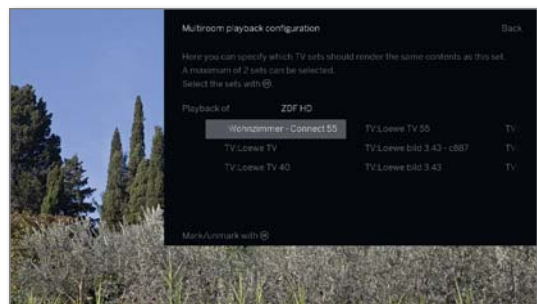 Multiroom playback configuration Back
Here you can specify which TV sets should render the same contents as this set.
A maximum of 2 sets can be selected.
Select the sets with OK.
Playback of ZDF HD
Wohnzimmer - Connect 55 TV:Loewe TV 55 TV:
TV:Loewe TV TV:Loewe bild 3.43 - c887 TV:
TV:Loewe TV 40 TV:Loewe bild 3.43 TV:
Mark/unmark with OK